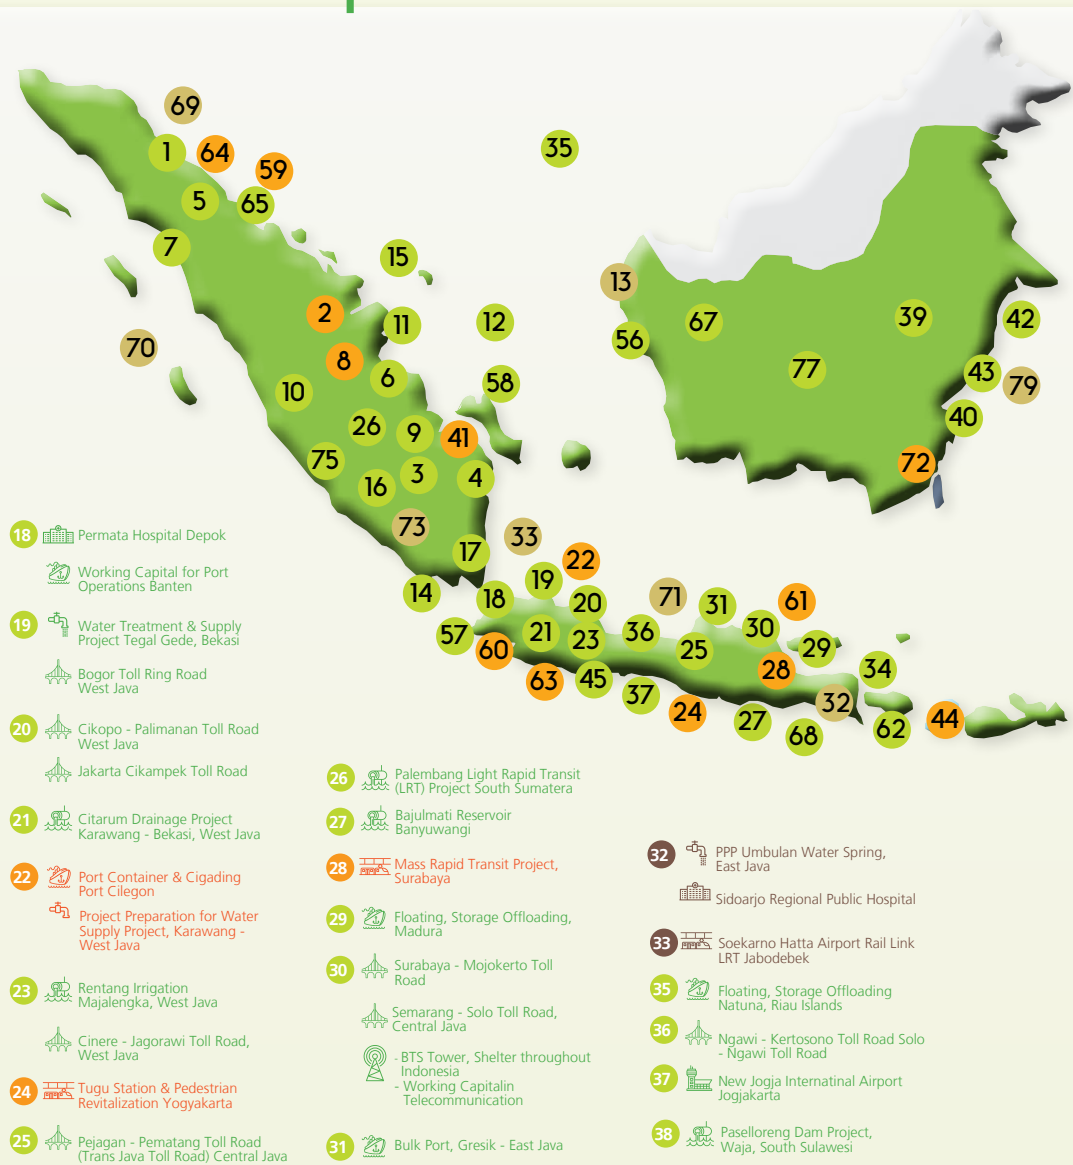 69
1
64
59
35
5
65
7
15
13
2
11
12
67
39
42
56
70
8
77
43
79
6
58
10
40
26
9
41
75
3
4
72
16
73
33
17
22
19
14
18
20
71
31
61
57
21
23
36
30
60
25
29
28
34
63
45
37
32
24
27
62
44
68
18 Permata Hospital Depok
Working Capital for Port
Operations Banten
19 Water Treatment & Supply
Project Tegal Gede, Bekasi
Bogor Toll Ring Road
West Java
20 Cikopo - Palimanan Toll Road
West Java
Jakarta Cikampek Toll Road
21 Citarum Drainage Project
Karawang - Bekasi, West Java
22 Port Container & Cigading
Port Cilegon
Project Preparation for Water
Supply Project, Karawang -
West Java
23 Rentang Irrigation
Majalengka, West Java
Cinere - Jagorawi Toll Road,
West Java
24 Tugu Station & Pedestrian
Revitalization Yogyakarta
25 Pejagan - Pematang Toll Road
(Trans Java Toll Road) Central Java
26 Palembang Light Rapid Transit
(LRT) Project South Sumatera
27 Bajulmati Reservoir
Banyuwangi
28 Mass Rapid Transit Project,
Surabaya
29 Floating, Storage Offloading,
Madura
30 Surabaya - Mojokerto Toll
Road
Semarang - Solo Toll Road,
Central Java
- BTS Tower, Shelter throughout
Indonesia
- Working Capitalin
Telecommunication
31 Bulk Port, Gresik - East Java
32 PPP Umbulan Water Spring,
East Java
Sidoarjo Regional Public Hospital
33 Soekarno Hatta Airport Rail Link
LRT Jabodebek
35 Floating, Storage Offloading
Natuna, Riau Islands
36 Ngawi - Kertosono Toll Road Solo
- Ngawi Toll Road
37 New Jogja Internatinal Airport
Jogjakarta
38 Paselloreng Dam Project,
Waja, South Sulawesi